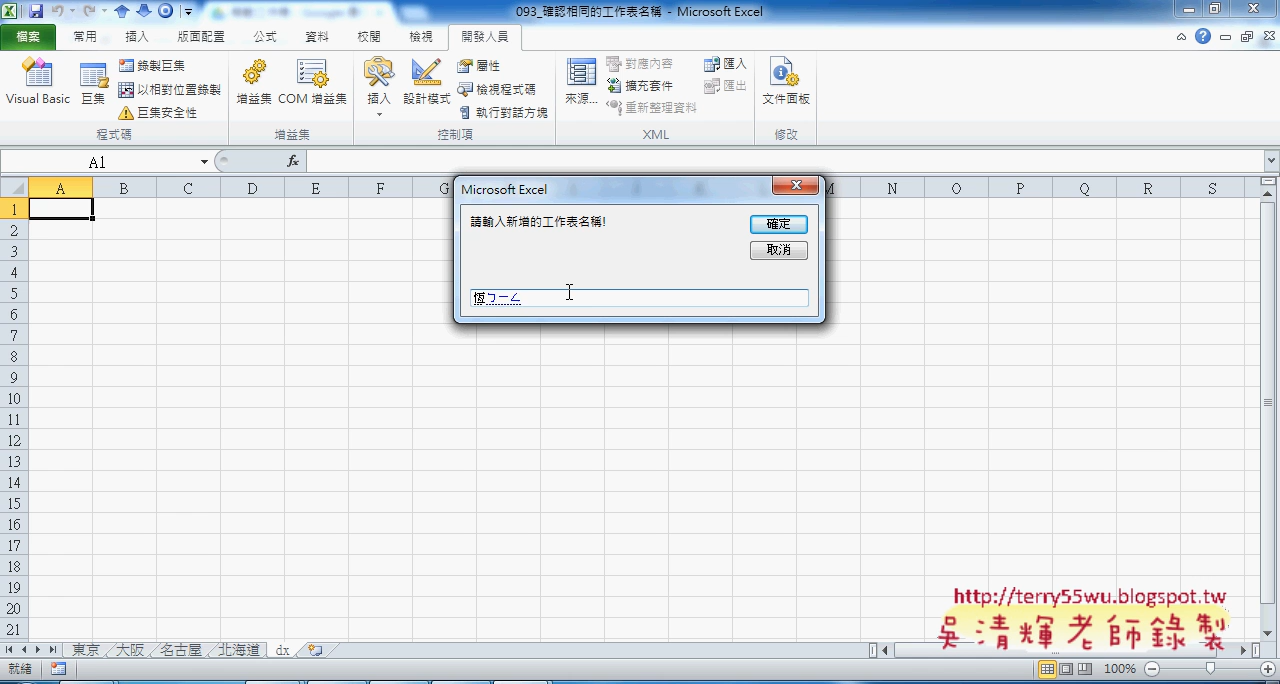 093_確認相同的工作表名稱 - Microsoft Excel
檔案 常用 插入 版面配置 公式 資料 校閱 檢視 開發人員
Visual Basic 巨集 錄製巨集 以相對位置錄製 巨集安全性 程式碼
增益集 COM 增益集 增益集
插入 設計模式 屬性 檢視程式碼 執行對話方塊 控制項
來源... 對應內容 擴充套件 重新整理資料 匯入 匯出 XML
文件面板 修改
A1 fx
A B C D E F G M N O P Q R S
1
2
3
4
5
6
7
8
9
10
11
12
13
14
15
16
17
18
19
20
21
Microsoft Excel
請輸入新增的工作表名稱!
確定
取消
恆ㄅㄧㄥ
http://terry55wu.blogspot.tw
吳清輝老師錄製
東京 大阪 名古屋 北海道 dx
就緒 100%